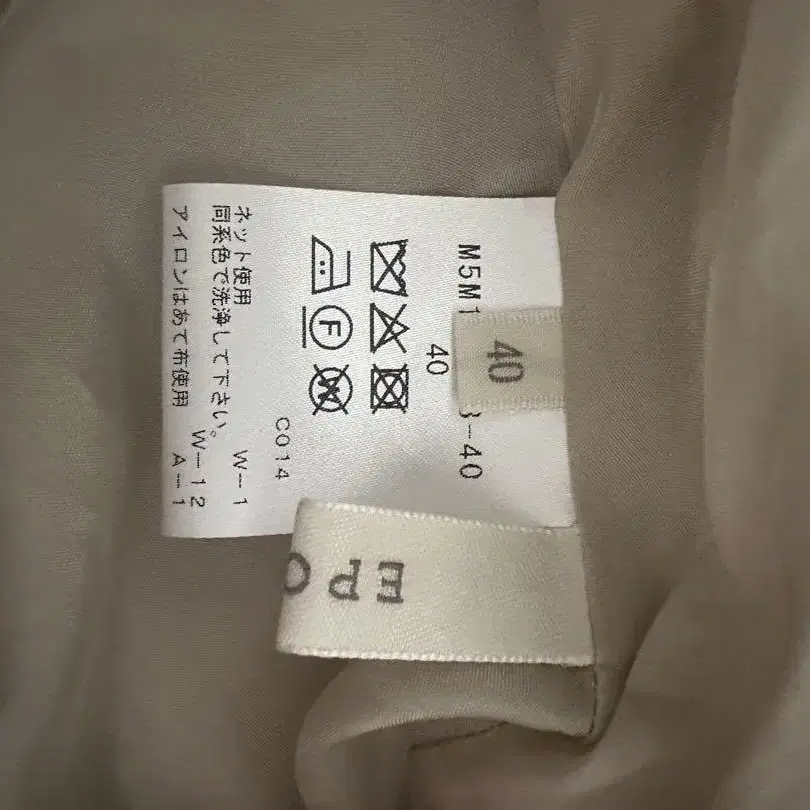 M5M1
3-40
40
40
F
W
C014
ネット使用 W-1
同系色で洗浄して下さい。 W-12
アイロンはあて布使用 A-1
EPO